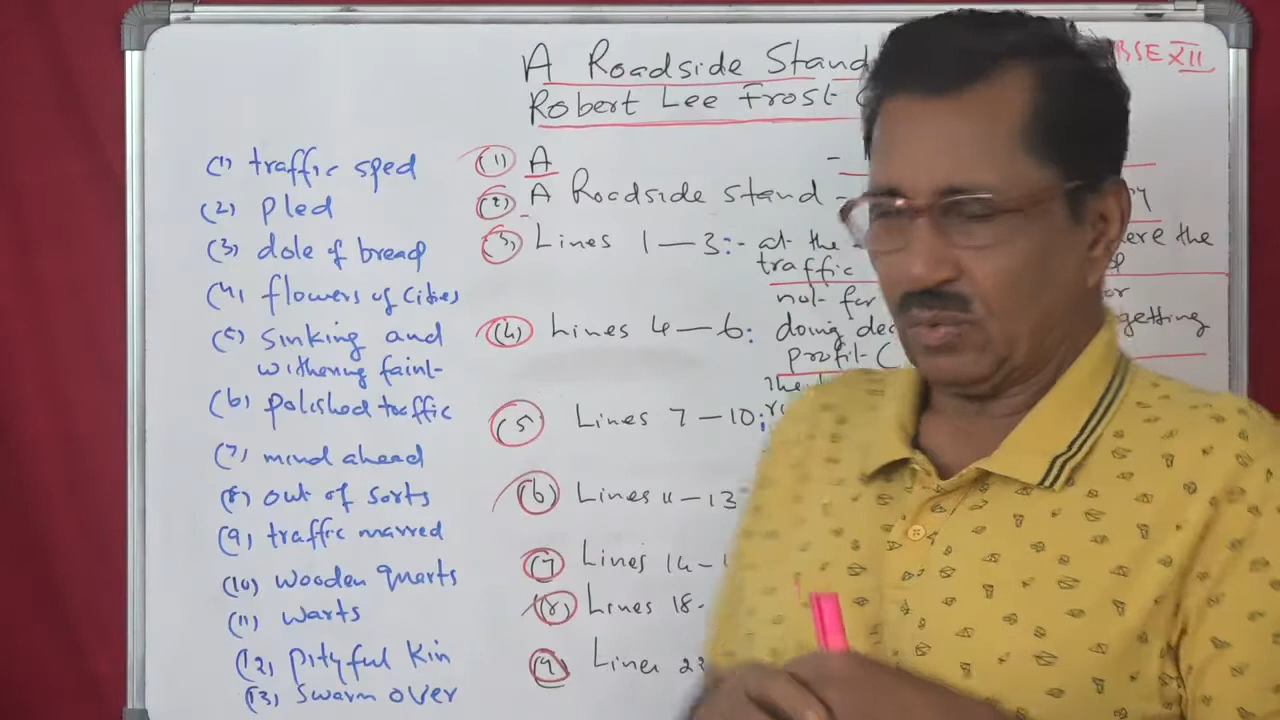 A Roadside Stand
BSE XII
Robert Lee Frost
(1) traffic sped
(2) pled
(3) dole of bread
(4) flowers of cities
(5) sinking and
withering faint
(6) polished traffic
(7) mind ahead
(8) out of sorts
(9) traffic marred
(10) wooden quarts
(11) warts
(12) pityful kin
(13) swarm over
(1) A -
(2) A Roadside stand -
(3) Lines 1 — 3:- at the
ere the
traffic
not for
(4) Lines 4 — 6: doing
getting
profit (
(5) Lines 7 — 10:
(6) Lines 11 — 13
(7) Lines 14 —
(8) Lines 18 -
(9) Lines